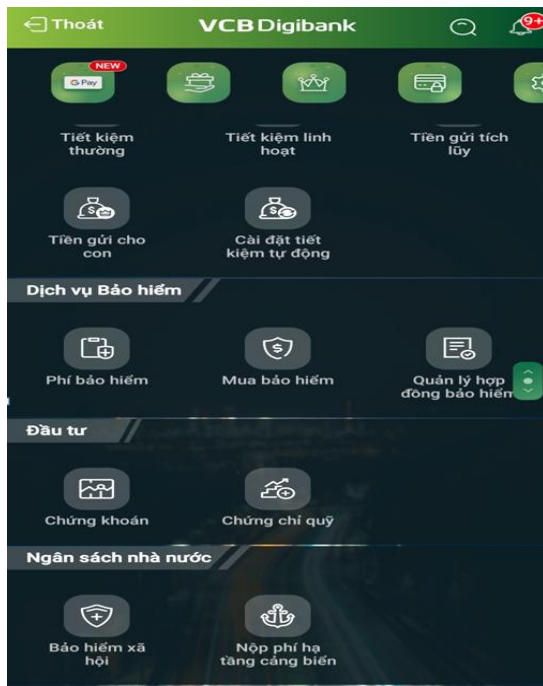 Thoát
VCB Digibank
9+
NEW
G Pay
Tiết kiệm
thường
Tiết kiệm linh
hoạt
Tiền gửi tích
lũy
Tiền gửi cho
con
Cài đặt tiết
kiệm tự động
Dịch vụ Bảo hiểm
Phí bảo hiểm
Mua bảo hiểm
Quản lý hợp
đồng bảo hiểm
Đầu tư
Chứng khoán
Chứng chỉ quỹ
Ngân sách nhà nước
Bảo hiểm xã
hội
Nộp phí hạ
tầng cảng biển